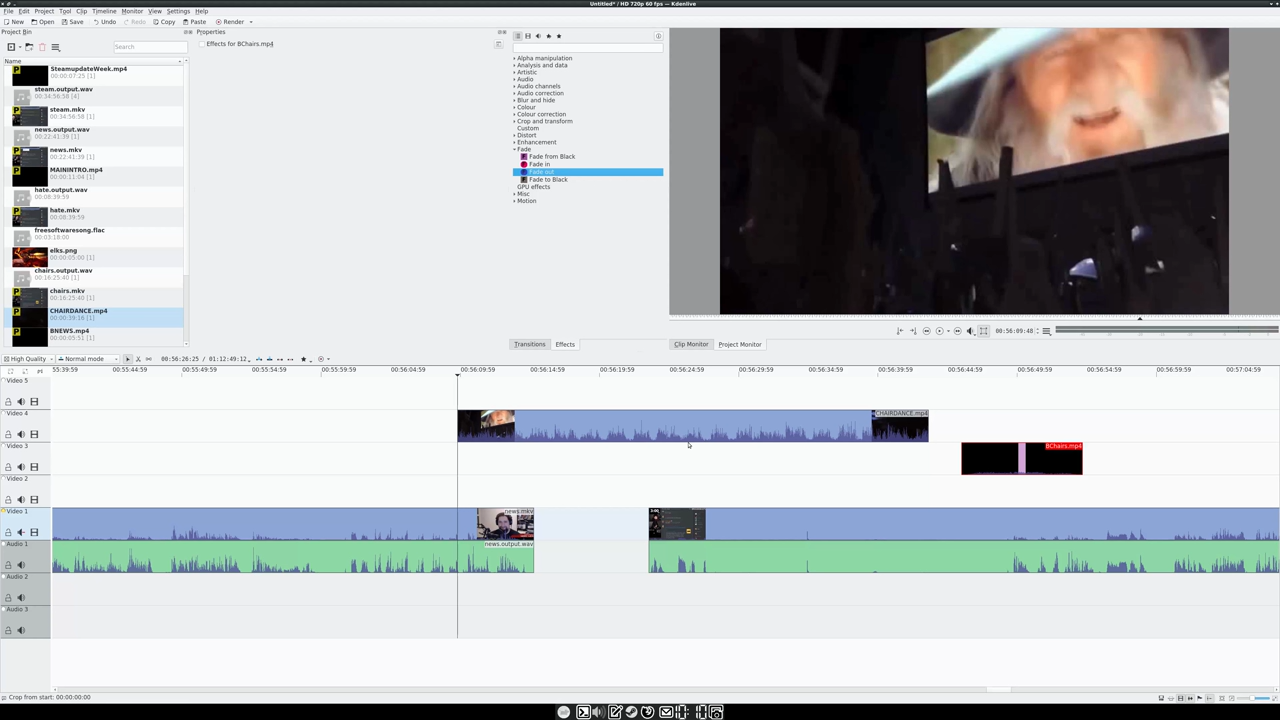 Untitled* / HD 720p 60 fps — Kdenlive
File Edit Project Tool Clip Timeline Monitor View Settings Help
New Open Save Undo Redo Copy Paste Render
Project Bin
Search
Name
SteamupdateWeek.mp4
00:00:07:25 [1]
steam.output.wav
00:34:56:58 [4]
steam.mkv
00:34:56:58 [1]
news.output.wav
00:22:41:39 [1]
news.mkv
00:22:41:39 [1]
MAININTRO.mp4
00:00:11:04 [1]
hate.output.wav
00:08:39:59
hate.mkv
00:08:39:59
freesoftwaresong.flac
00:03:18:00
elks.png
00:00:05:00 [1]
chairs.output.wav
00:16:25:40 [1]
chairs.mkv
00:16:25:40 [1]
CHAIRDANCE.mp4
00:00:39:16 [1]
BNEWS.mp4
00:00:05:51 [1]
Properties
Effects for BChairs.mp4
Alpha manipulation
Analysis and data
Artistic
Audio
Audio channels
Audio correction
Blur and hide
Colour
Colour correction
Crop and transform
Custom
Distort
Enhancement
Fade
Fade from Black
Fade in
Fade out
Fade to Black
GPU effects
Misc
Motion
Transitions Effects
00:56:09:48
Clip Monitor Project Monitor
High Quality Normal mode 00:56:26:25 / 01:12:49:12
55:39:59 00:55:44:59 00:55:49:59 00:55:54:59 00:55:59:59 00:56:04:59 00:56:09:59 00:56:14:59 00:56:19:59 00:56:24:59 00:56:29:59 00:56:34:59 00:56:39:59 00:56:44:59 00:56:49:59 00:56:54:59 00:56:59:59 00:57:04:59
Video 5
Video 4
CHAIRDANCE.mp4
Video 3
BChairs.mp4
Video 2
Video 1
news.mkv
Audio 1
news.output.wav
Audio 2
Audio 3
Crop from start: 00:00:00:00